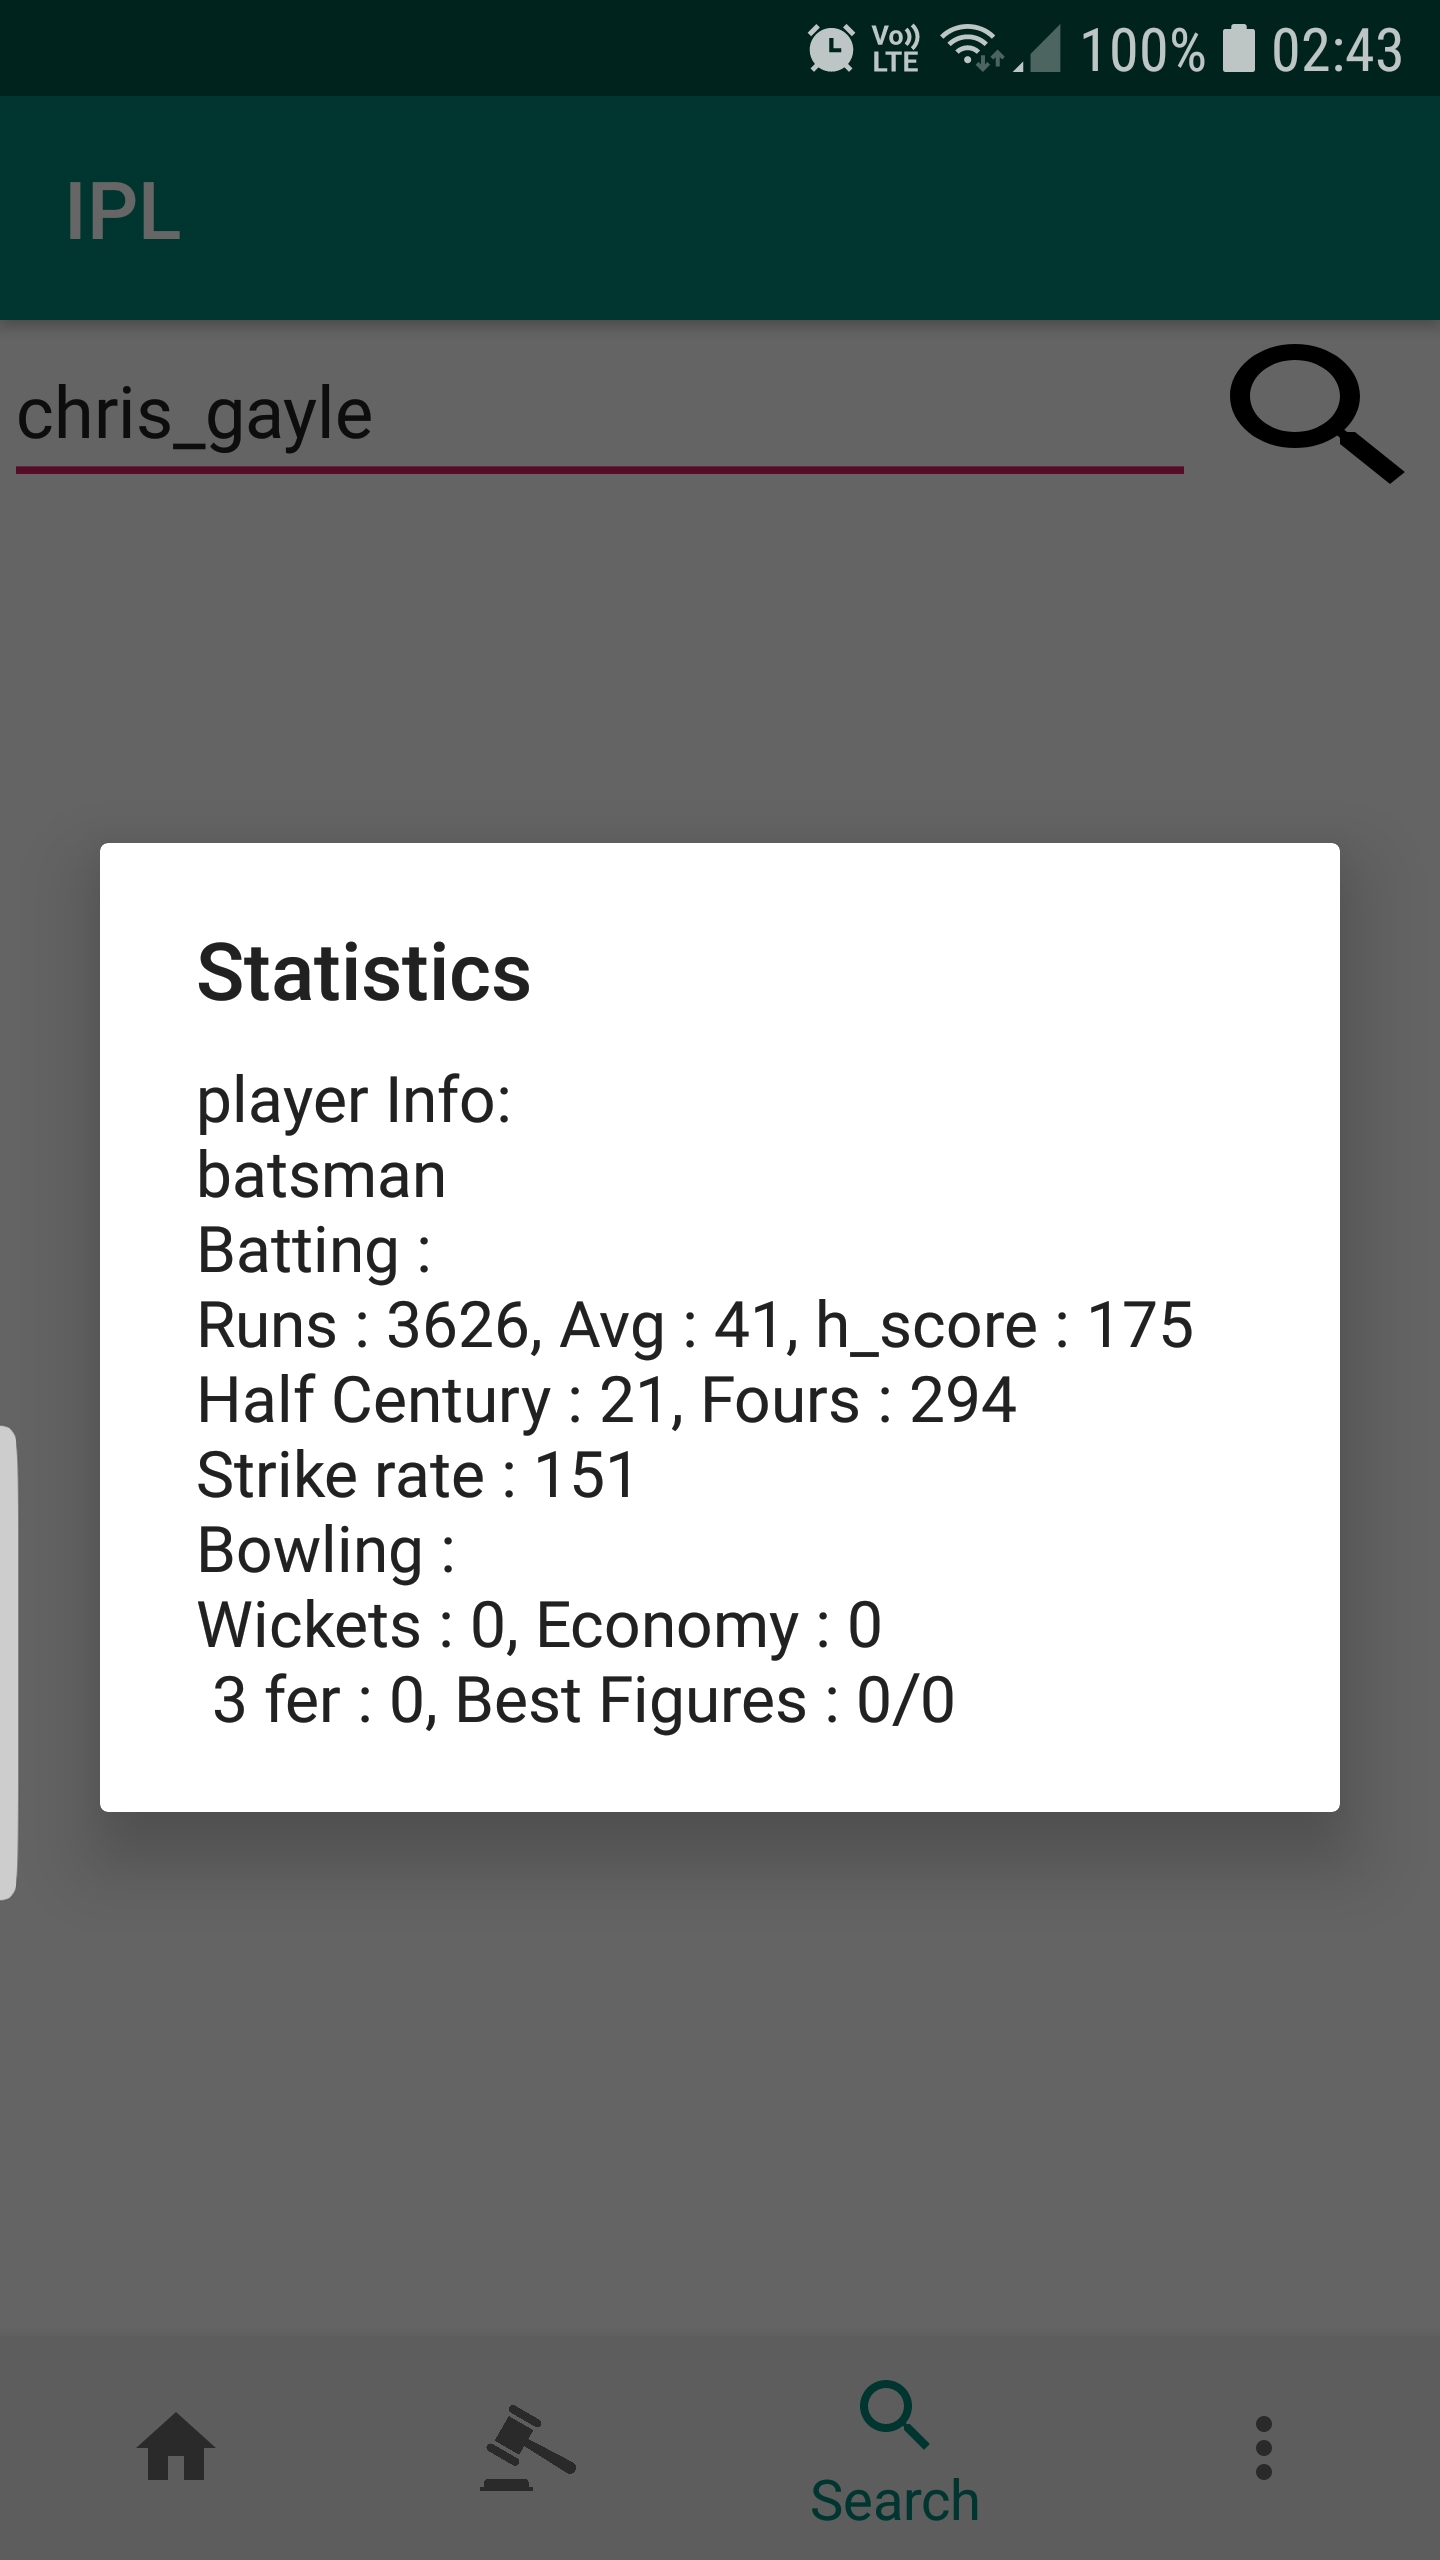 Vo)) LTE 100% 02:43
IPL
chris_gayle
Statistics
player Info:
batsman
Batting :
Runs : 3626, Avg : 41, h_score : 175
Half Century : 21, Fours : 294
Strike rate : 151
Bowling :
Wickets : 0, Economy : 0
3 fer : 0, Best Figures : 0/0
Search